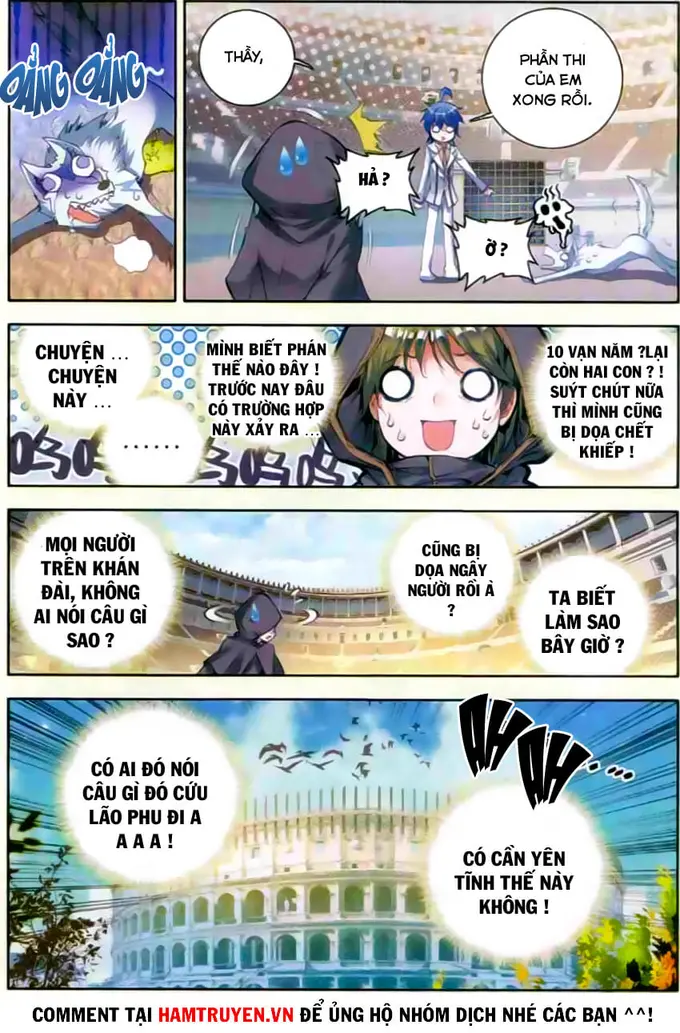 OẲNG OẲNG~
THẦY,
PHẦN THI
CỦA EM
XONG RỒI.
HẢ ?
Ờ ?
CHUYỆN ...
CHUYỆN
NÀY ...
......
MÌNH BIẾT PHÁN
THẾ NÀO ĐÂY !
TRƯỚC NAY ĐÂU
CÓ TRƯỜNG HỢP
NÀY XẢY RA ...
10 VẠN NĂM ?LẠI
CÒN HAI CON ? !
SUÝT CHÚT NỮA
THÌ MÌNH CŨNG
BỊ DỌA CHẾT
KHIẾP !
MỌI NGƯỜI
TRÊN KHÁN
ĐÀI, KHÔNG
AI NÓI CÂU GÌ
SAO ?
CŨNG BỊ
DỌA NGÂY
NGƯỜI RỒI À
?
TA BIẾT
LÀM SAO
BÂY GIỜ ?
AH AH ....
CÓ AI ĐÓ NÓI
CÂU GÌ ĐÓ CỨU
LÃO PHU ĐI A
A A A A !
CÓ CẦN YÊN
TĨNH THẾ NÀY
KHÔNG !
COMMENT TẠI HAMTRUYEN.VN ĐỂ ỦNG HỘ NHÓM DỊCH NHÉ CÁC BẠN ^^!